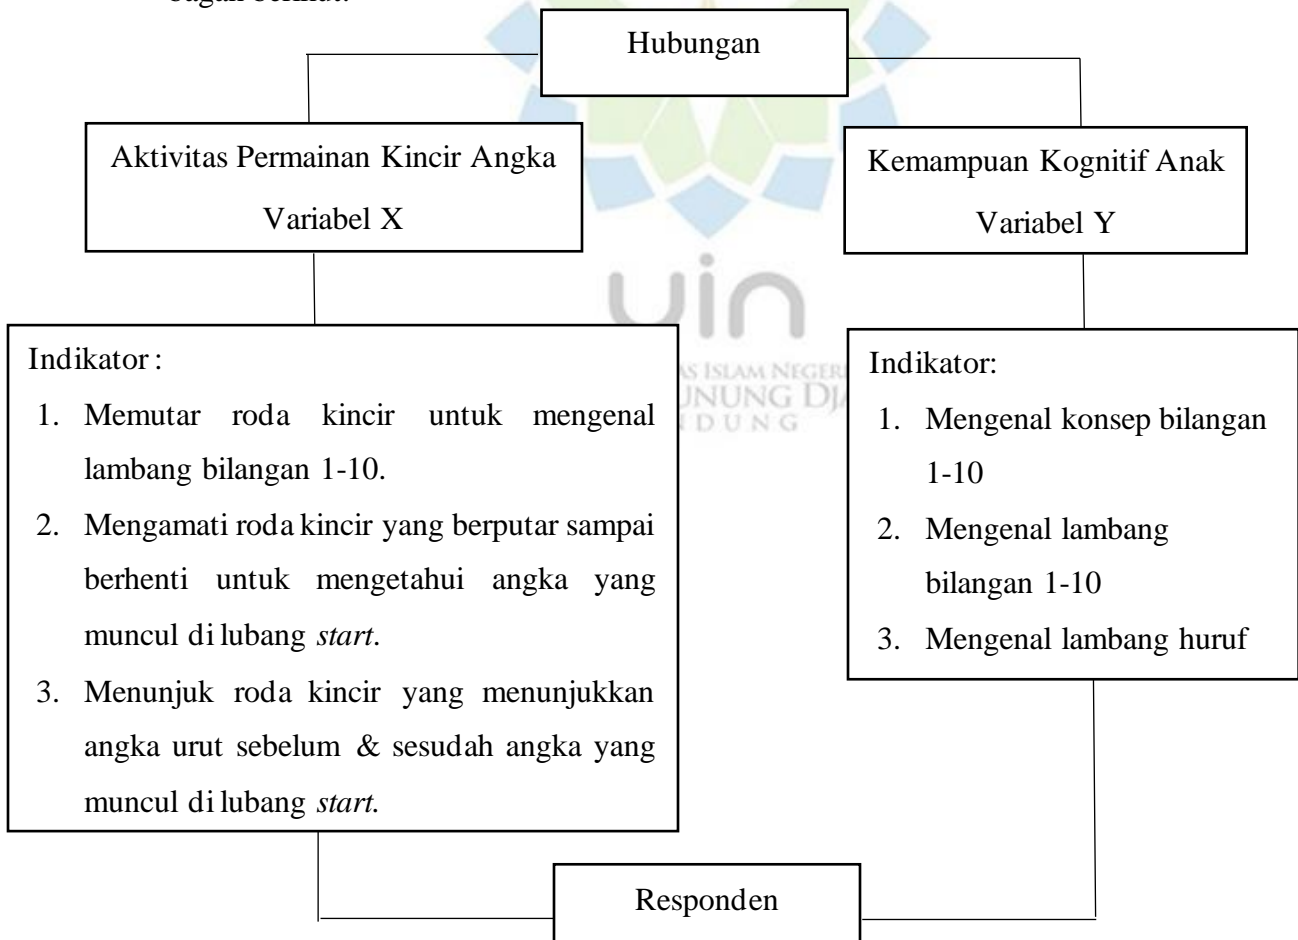 bagan berikut:
Hubungan
Aktivitas Permainan Kincir Angka
Variabel X
Kemampuan Kognitif Anak
Variabel Y
uin
Indikator :
1. Memutar roda kincir untuk mengenal
lambang bilangan 1-10.
2. Mengamati roda kincir yang berputar sampai
berhenti untuk mengetahui angka yang
muncul di lubang start.
3. Menunjuk roda kincir yang menunjukkan
angka urut sebelum & sesudah angka yang
muncul di lubang start.
ISLAM NEGERI
Indikator:
1. Mengenal konsep bilangan
1-10
2. Mengenal lambang
bilangan 1-10
3. Mengenal lambang huruf
Responden